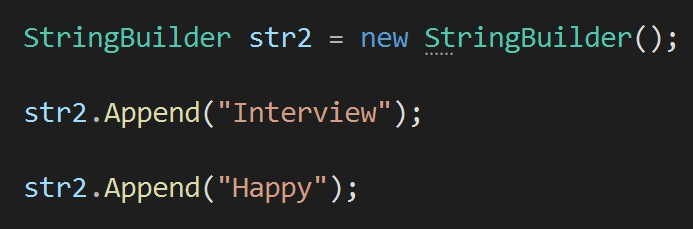 StringBuilder str2 = new StringBuilder();
str2.Append("Interview");
str2.Append("Happy");